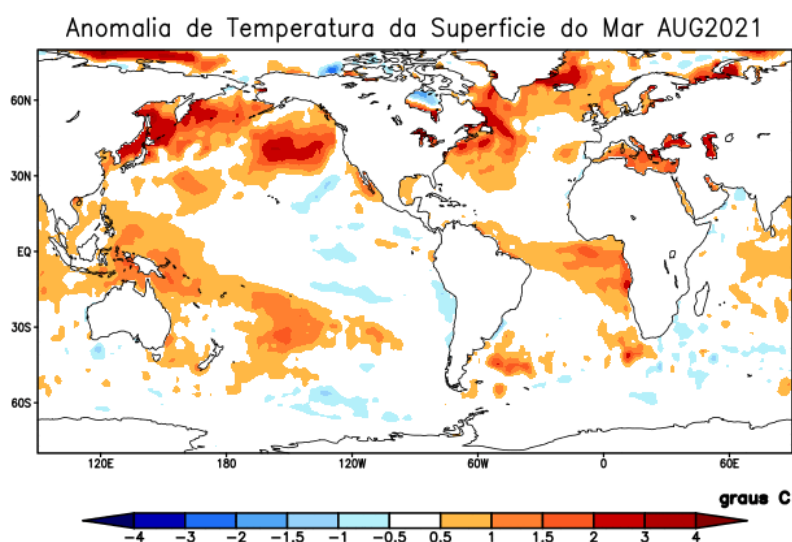 Anomalia de Temperatura da Superficie do Mar AUG2021
60N
30N
EQ
30S
60S
120E 180 120W 60W 0 60E
graus C
-4 -3 -2 -1.5 -1 -0.5 0.5 1 1.5 2 3 4